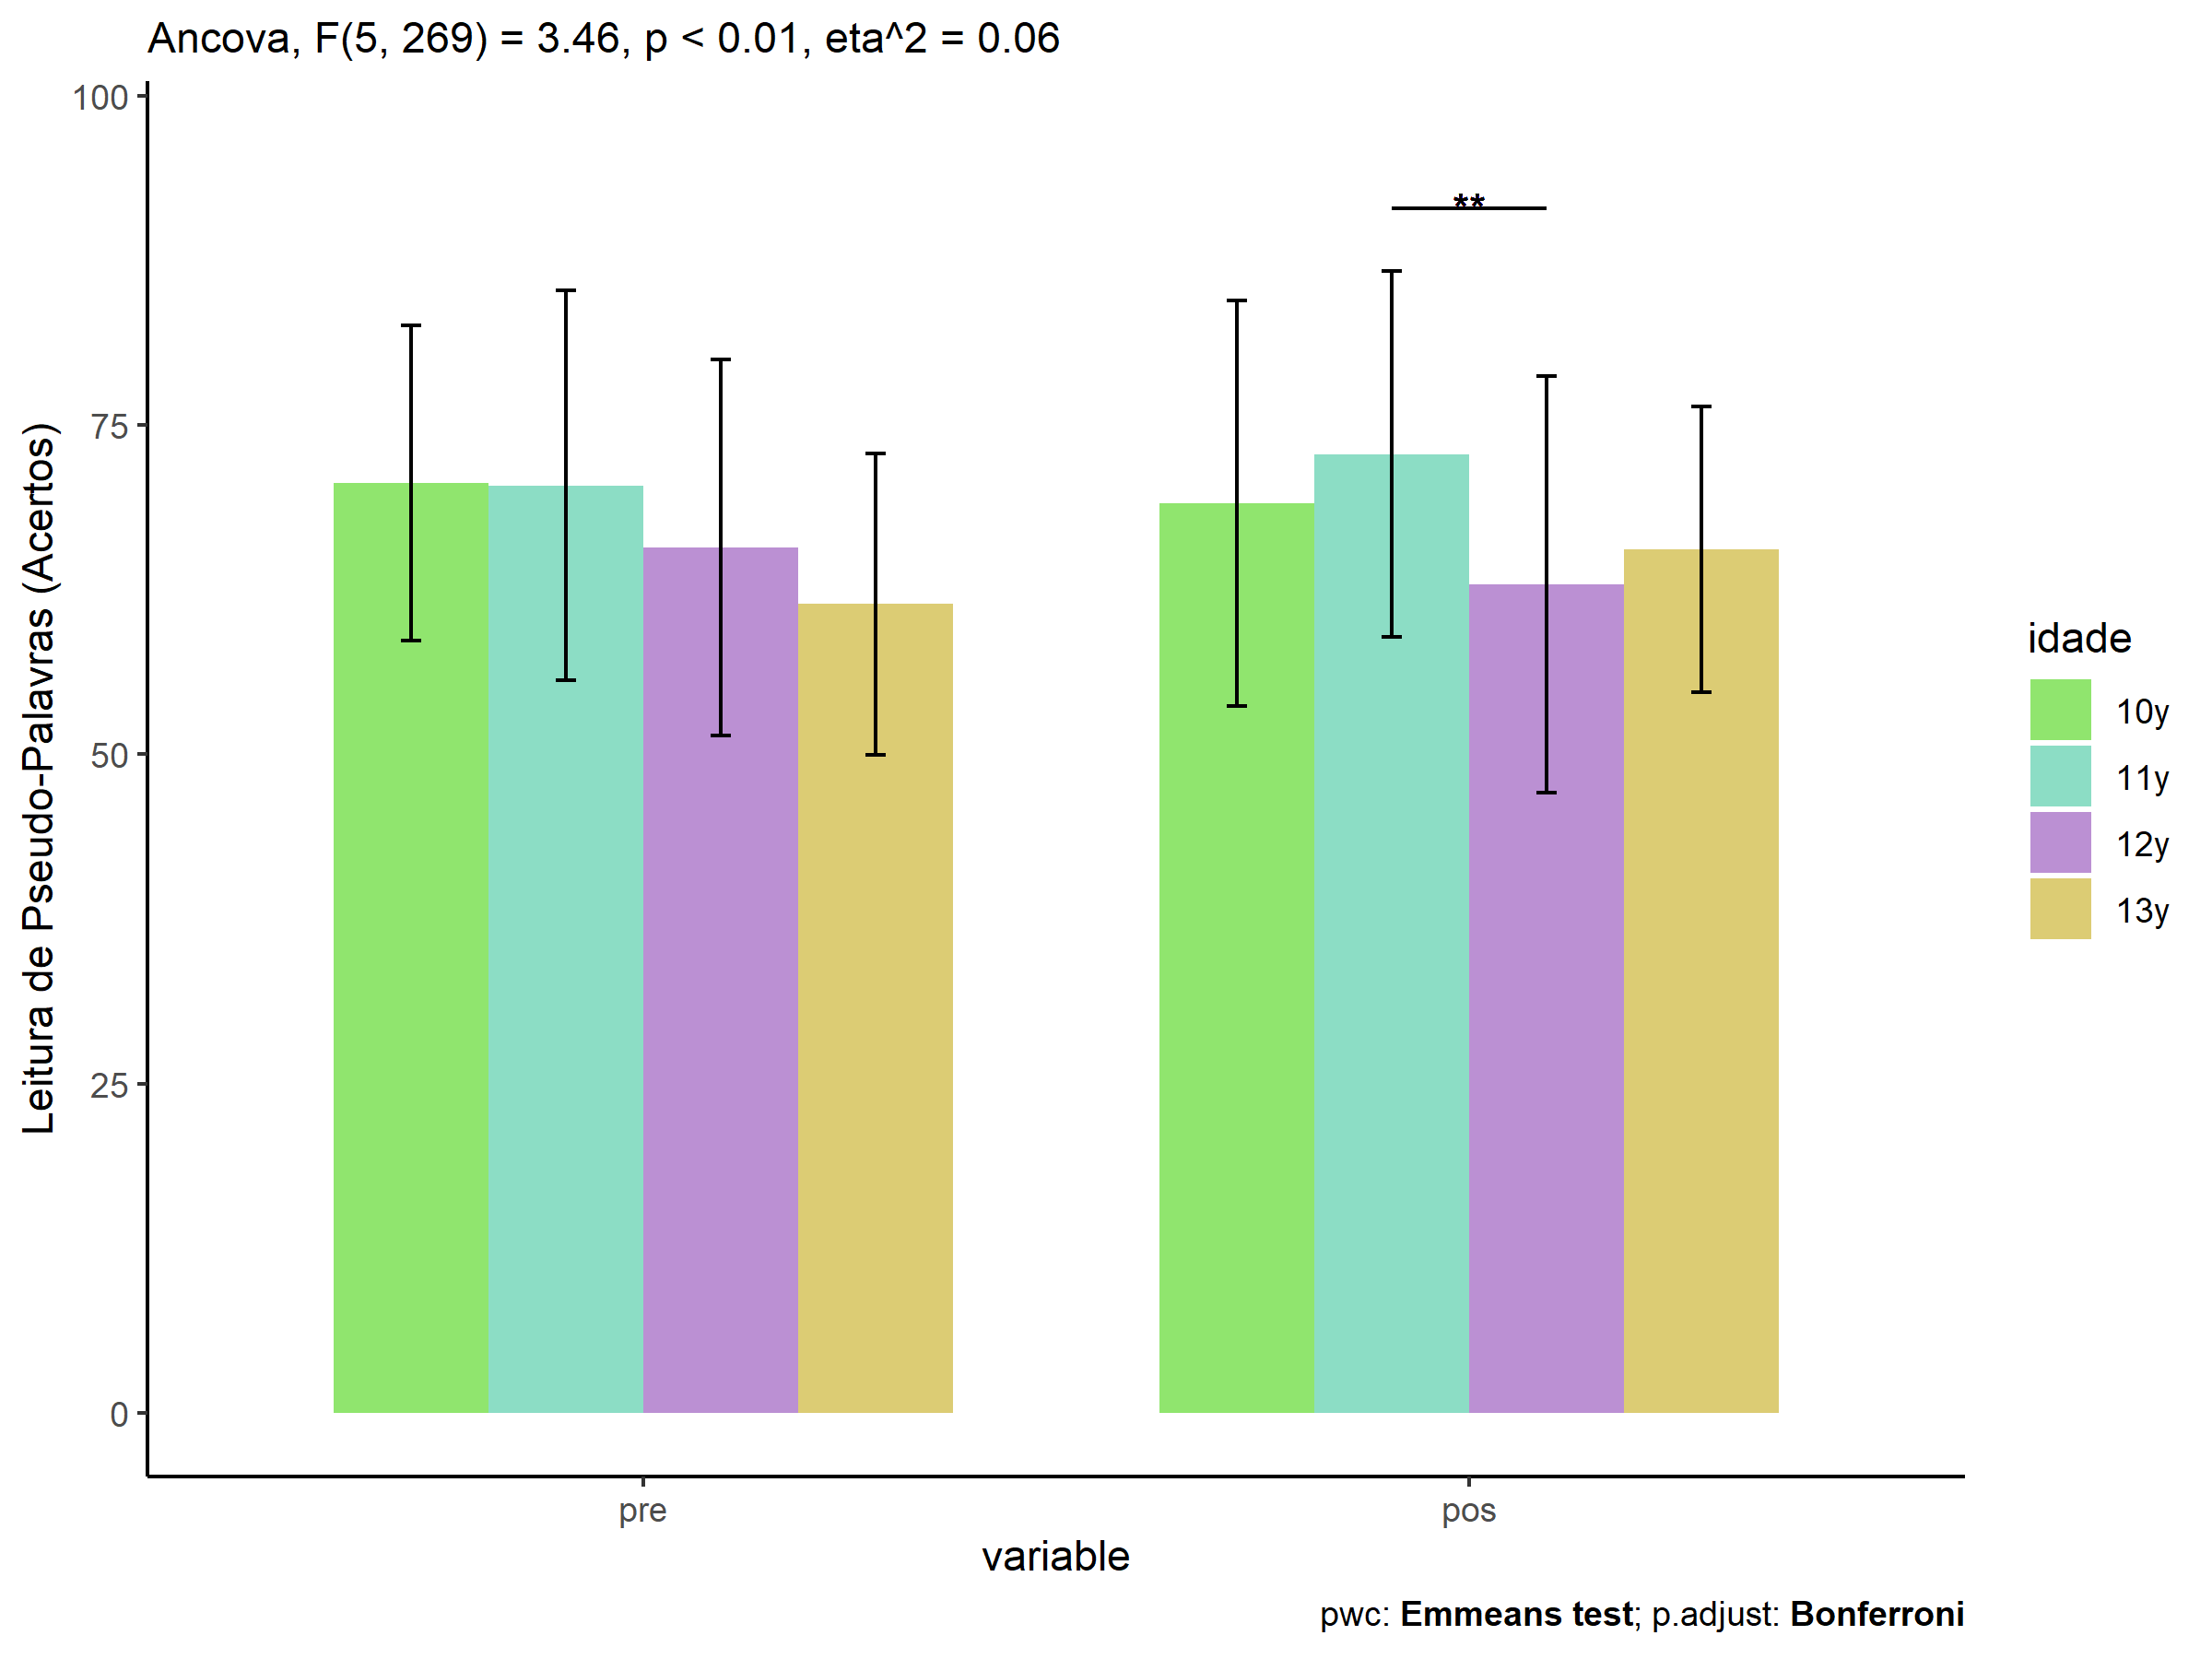 Ancova, F(5, 269) = 3.46, p < 0.01, eta^2 = 0.06
Leitura de Pseudo-Palavras (Acertos)
100
75
50
25
0
**
pre
pos
variable
idade
10y
11y
12y
13y
pwc: Emmeans test; p.adjust: Bonferroni